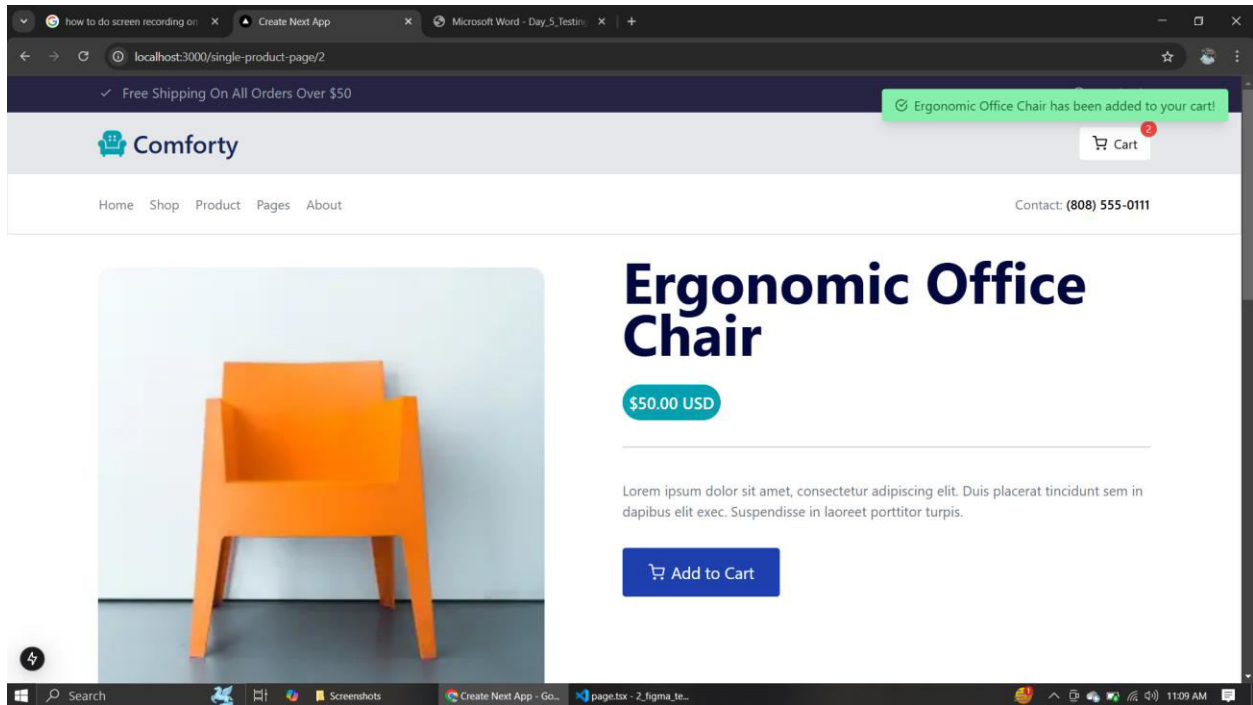 how to do screen recording on
Create Next App
Microsoft Word - Day_5_Testin
localhost:3000/single-product-page/2
Free Shipping On All Orders Over $50
Ergonomic Office Chair has been added to your cart!
Comforty
2
Cart
Home Shop Product Pages About
Contact: (808) 555-0111
Ergonomic Office
Chair
$50.00 USD
Lorem ipsum dolor sit amet, consectetur adipiscing elit. Duis placerat tincidunt sem in
dapibus elit exec. Suspendisse in laoreet porttitor turpis.
Add to Cart
Search
Screenshots
Create Next App - Go...
page.tsx - 2_figma_te...
11:09 AM